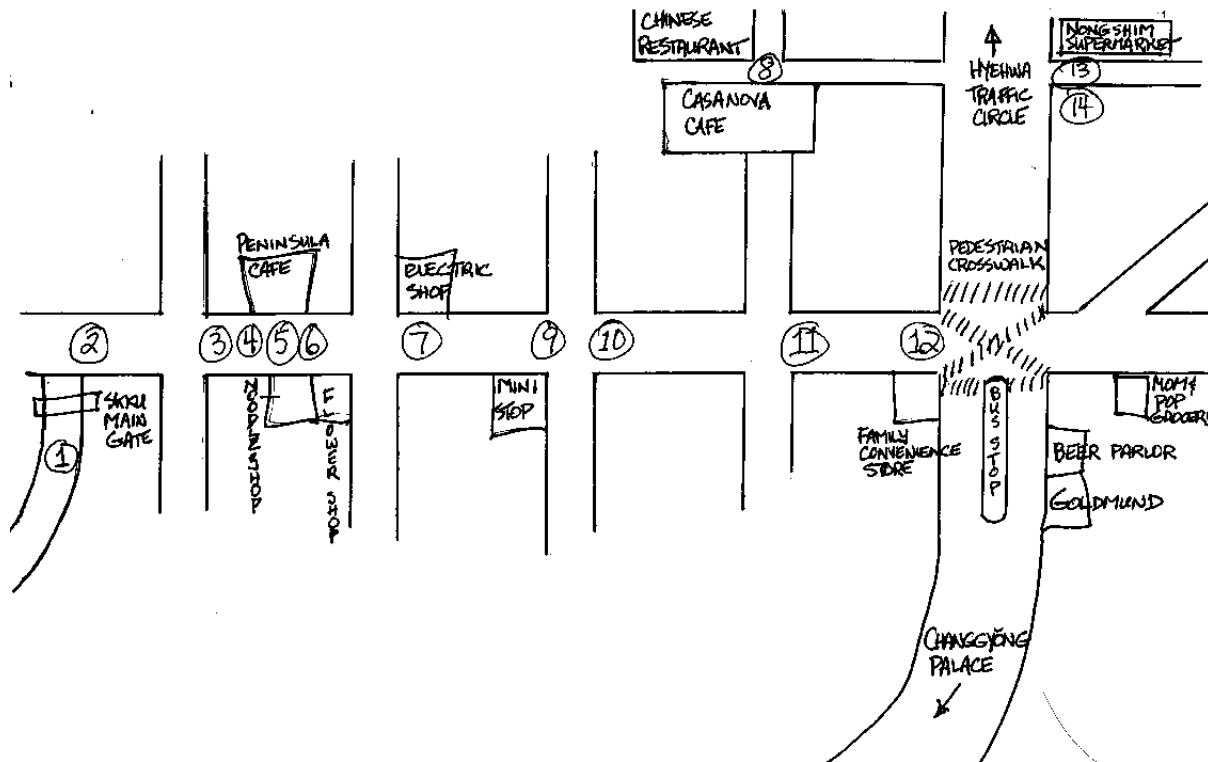 CHINESE
RESTAURANT
NONGSHIM
SUPERMARKET
8
HYEHWA
TRAFFIC
CIRCLE
13
14
CASANOVA
CAFE
PENINSULA
CAFE
ELECTRIC
SHOP
PEDESTRIAN
CROSSWALK
2
3
4
5
6
7
9
10
11
12
SKKU
MAIN
GATE
1
NOODLE SHOP
FLOWER SHOP
MINI
STOP
FAMILY
CONVENIENCE
STORE
BUS STOP
MOM &
POP
GROCERY
BEER PARLOR
GOLDMUND
CHANGGYŎNG
PALACE